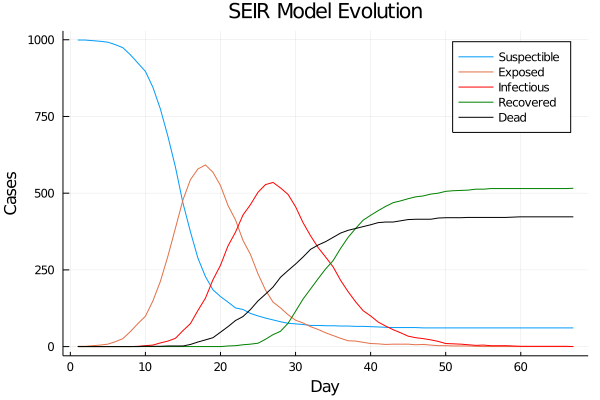 SEIR Model Evolution
1000
750
500
250
0
Cases
Suspectible
Exposed
Infectious
Recovered
Dead
0 10 20 30 40 50 60
Day